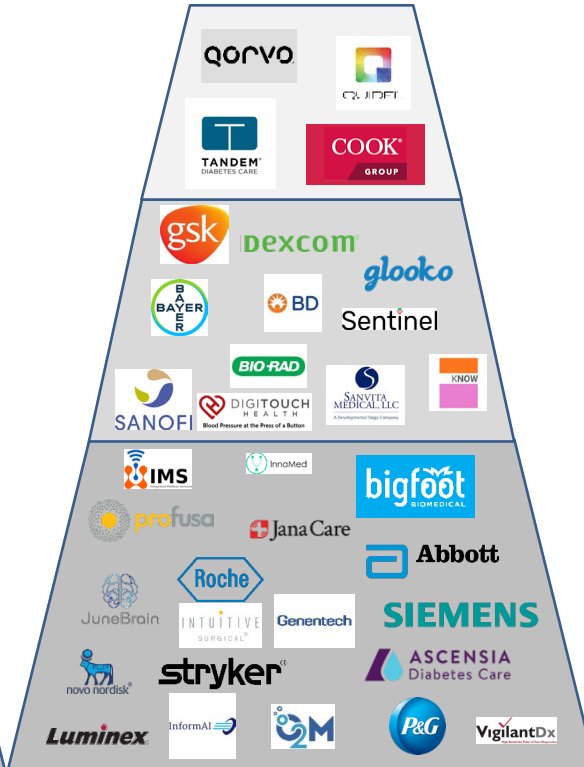 QORVO
QUIDEL
TANDEM®
DIABETES CARE
COOK®
GROUP
gsk
Dexcom
glooko
BAYER
BAYER
BD
Sentinel
BIO-RAD
KNOW
SANOFI
DIGITOUCH
HEALTH
Blood Pressure at the Press of a Button
SANVITA
MEDICAL, LLC
A Developmental Stage Company
IMS
InnaMed
bigfoot
BIOMEDICAL
profusa
JanaCare
Abbott
Roche
JuneBrain
INTUITIVE
SURGICAL®
Genentech
SIEMENS
novo nordisk®
stryker®
ASCENSIA
Diabetes Care
Luminex
InformAI
O2M
P&G
VigilantDx